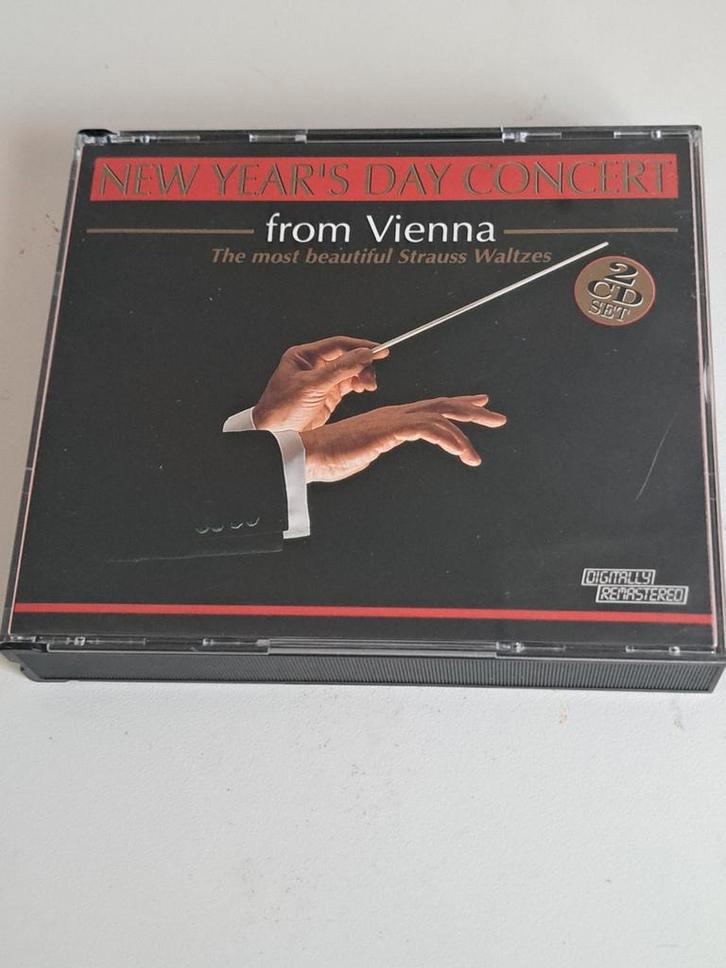 NEW YEAR'S DAY CONCERT
from Vienna
The most beautiful Strauss Waltzes
2
CD
SET
DIGITALLY
REMASTERED